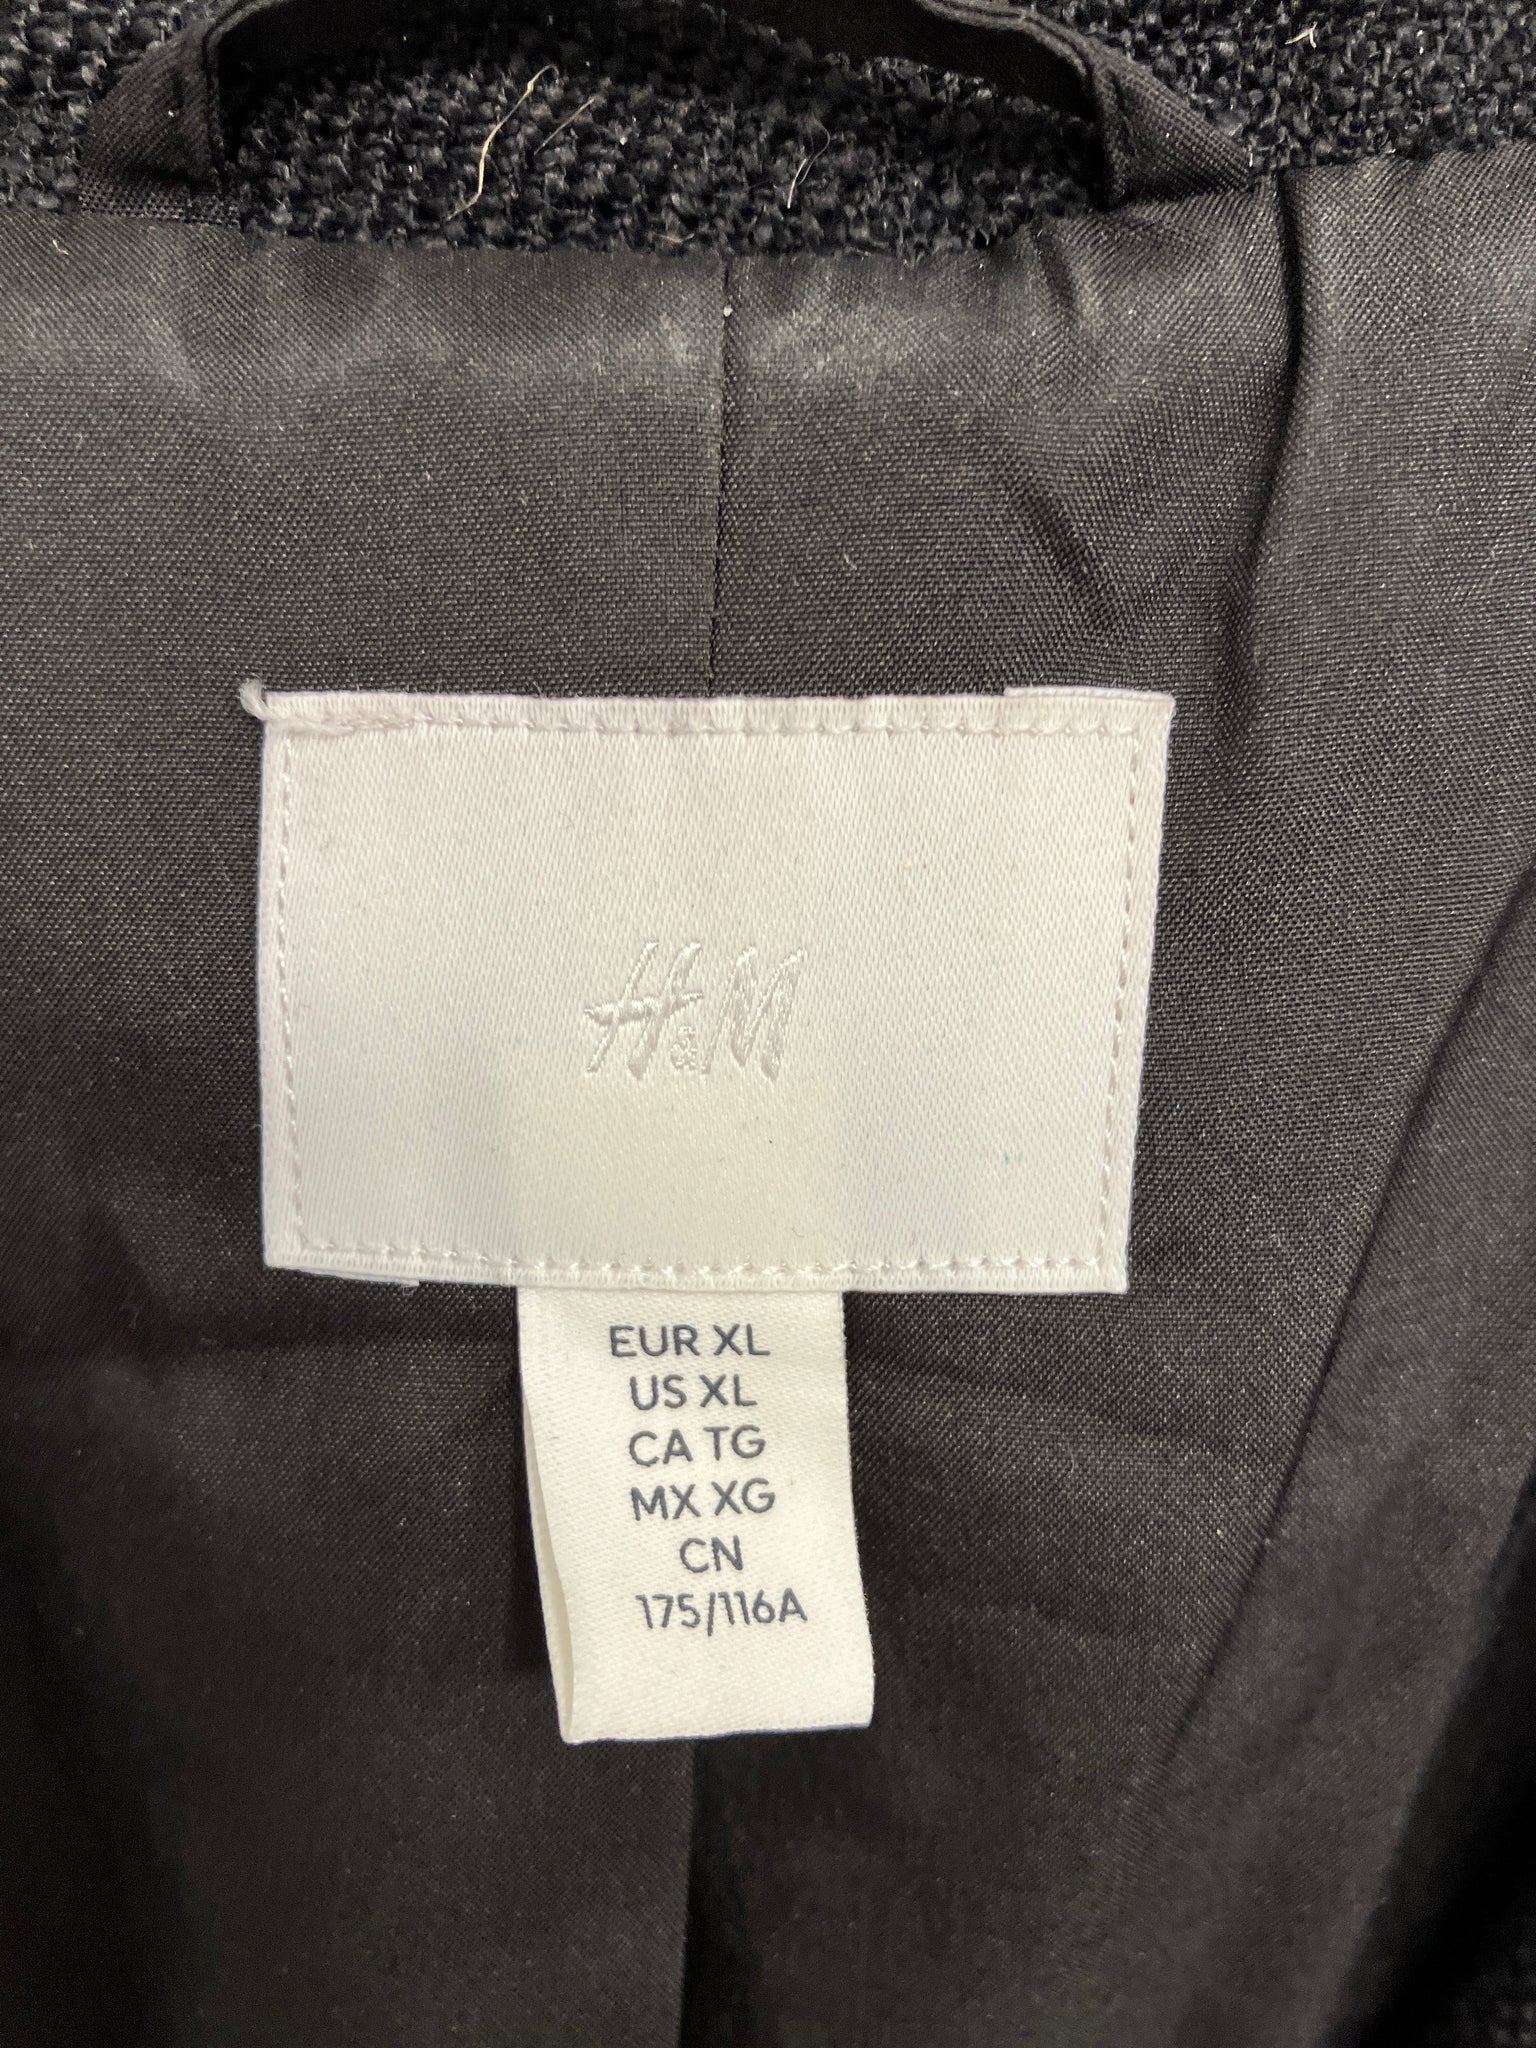 H&M
EUR XL
US XL
CA TG
MX XG
CN
175/116A